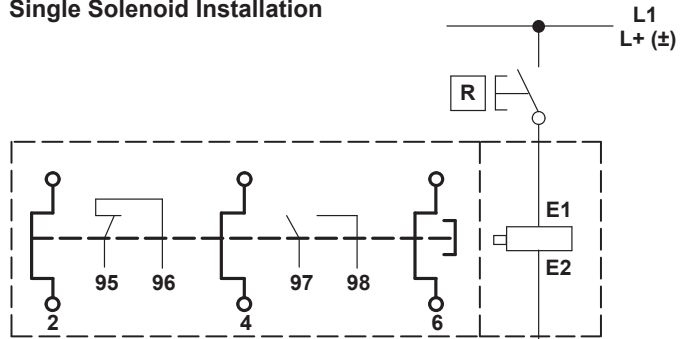 Single Solenoid Installation
L1
L+ (±)
R
E1
E2
95 96 97 98
2 4 6